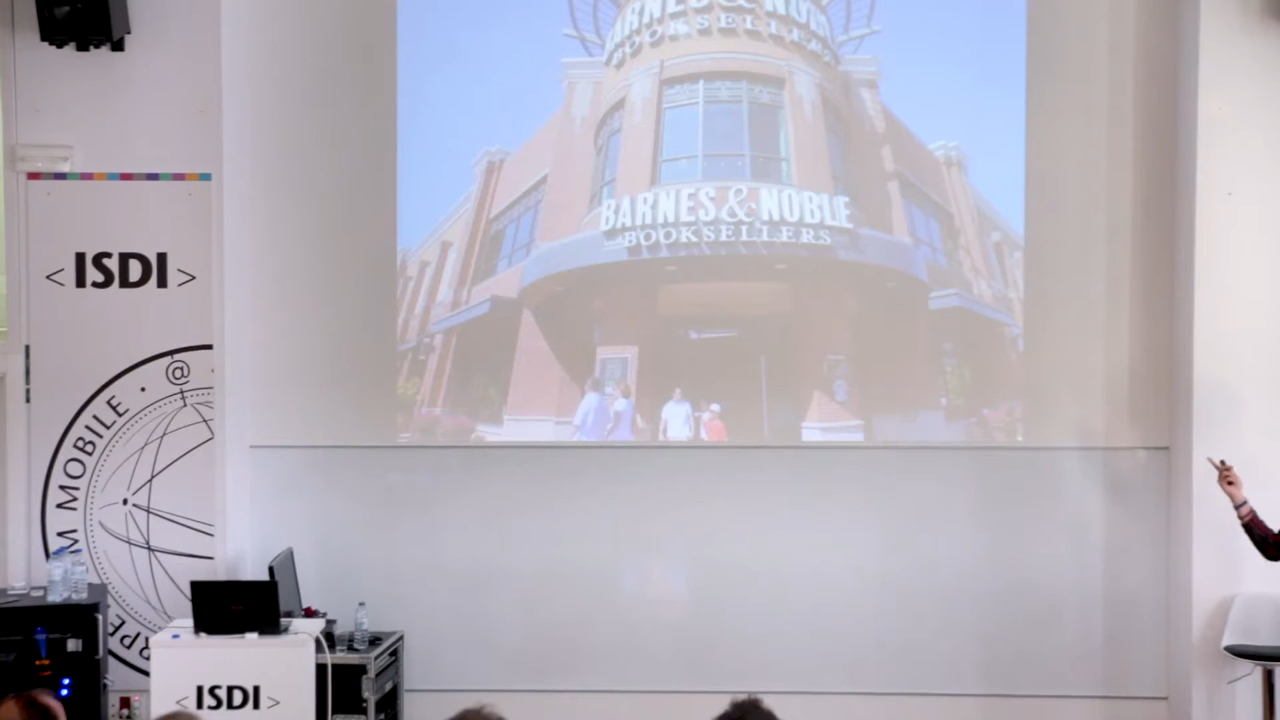 BARNES & NOBLE
BOOKSELLERS
BARNES & NOBLE
BOOKSELLERS
<ISDI>
@
MOBILE
<ISDI>